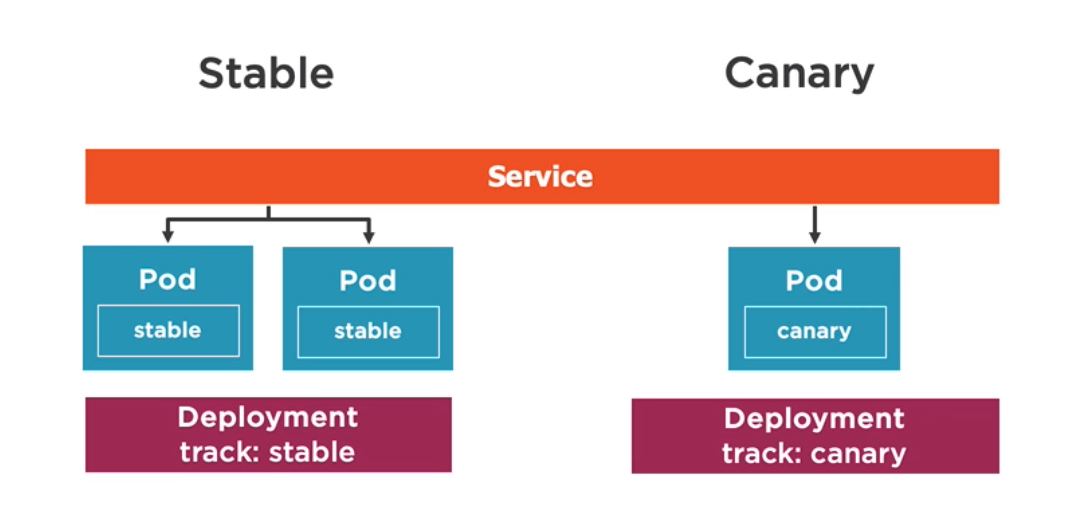 Stable
Canary
Service
Pod
stable
Pod
stable
Pod
canary
Deployment
track: stable
Deployment
track: canary